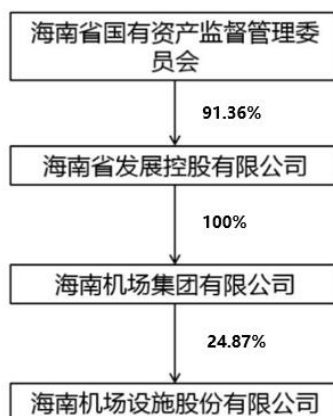 海南省国有资产监督管理委
员会
91.36%
海南省发展控股有限公司
100%
海南机场集团有限公司
24.87%
海南机场设施股份有限公司